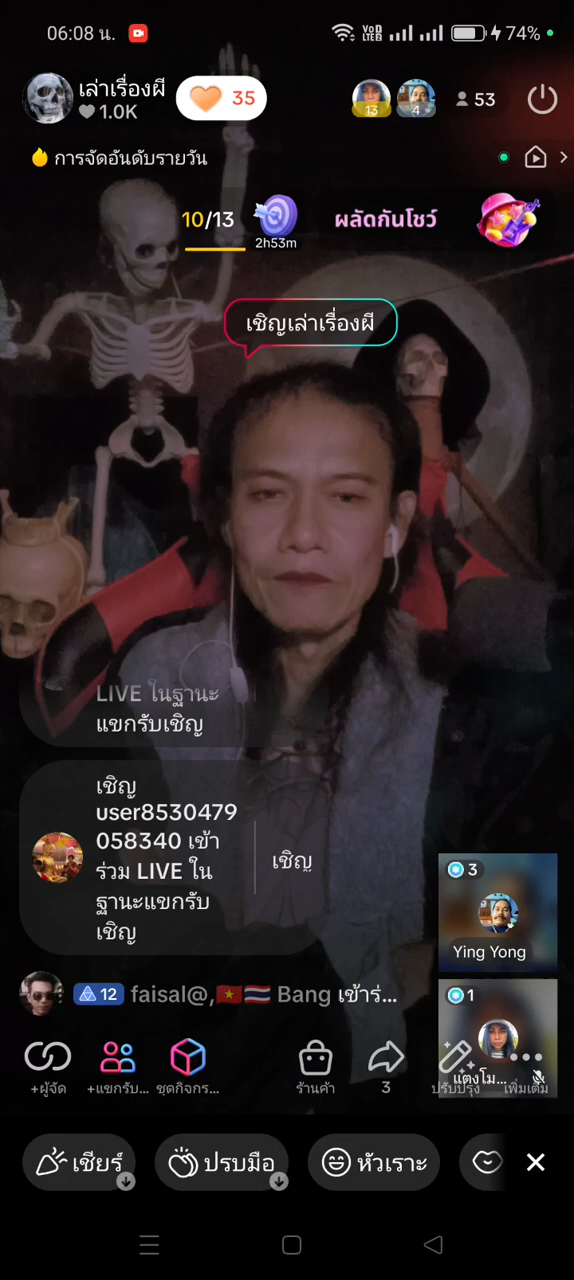 06:08 น.
VoD
LTE2
74%
เล่าเรื่องผี
1.0K
35
13
4
53
การจัดอันดับรายวัน
10/13
2h53m
ผลัดกันโชว์
เชิญเล่าเรื่องผี
LIVE ในฐานะ
แขกรับเชิญ
เชิญ
user8530479
058340 เข้า
ร่วม LIVE ใน
ฐานะแขกรับ
เชิญ
เชิญ
3
Ying Yong
12 faisal@,🇻🇳🇹🇭 Bang เข้าร่...
1
แตงโม...
+ผู้จัด
+แขกรับ...
ชุดกิจกร...
ร้านค้า
3
ปรับปรุง
เพิ่มเติม
เชียร์
ปรบมือ
หัวเราะ